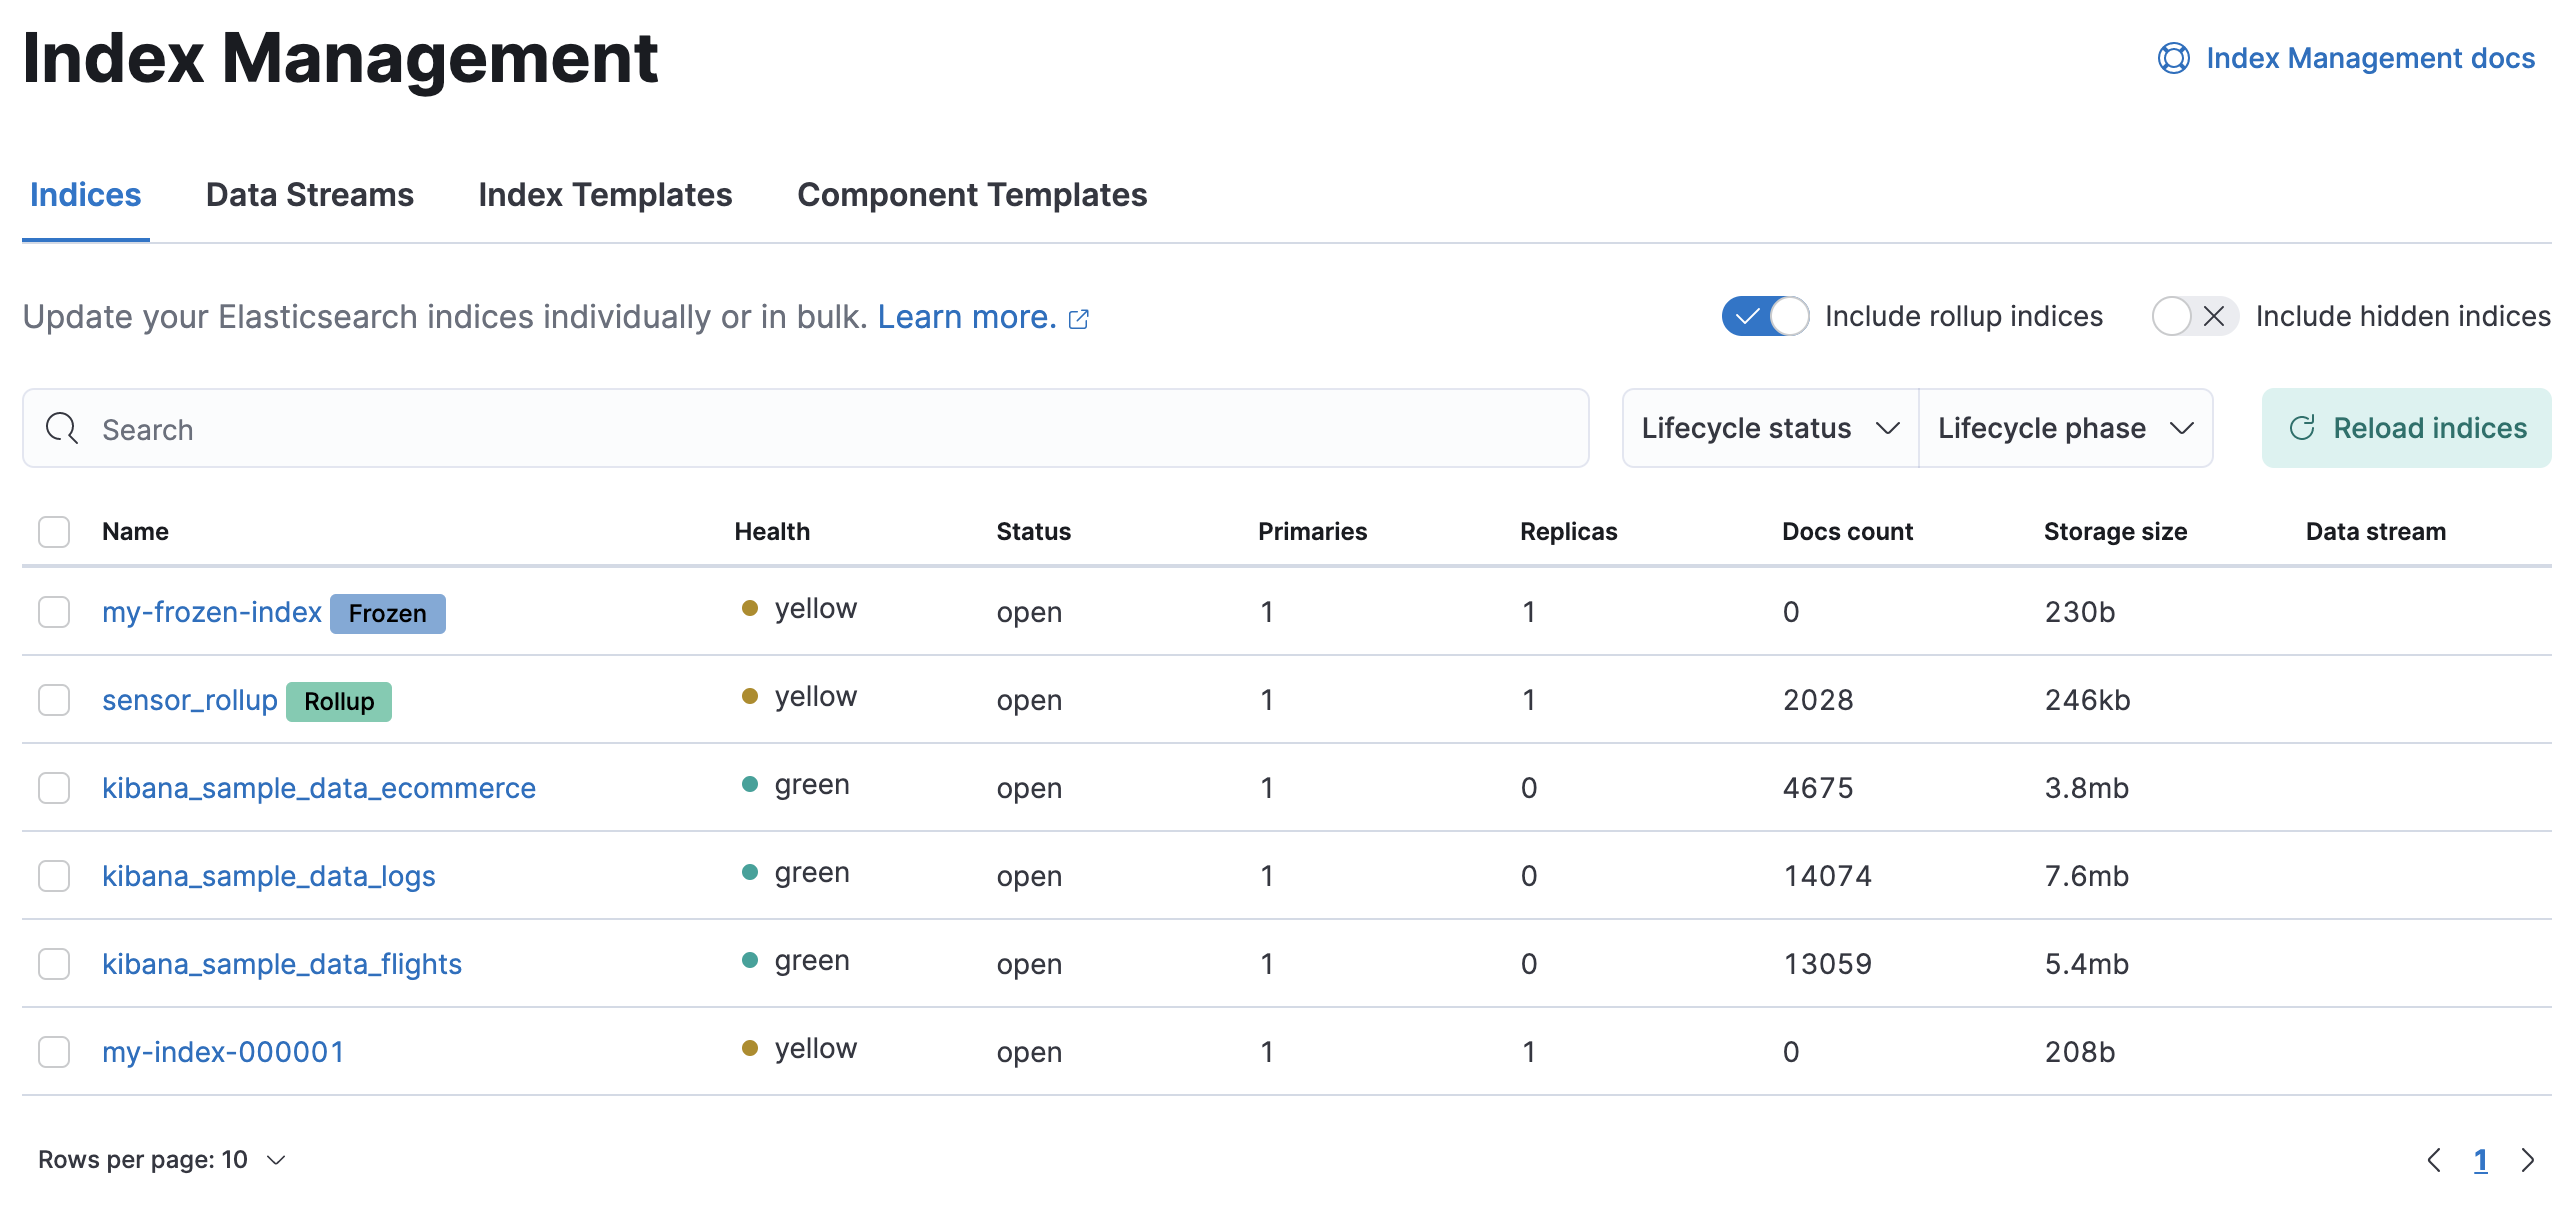 Index Management
Index Management docs
Indices Data Streams Index Templates Component Templates
Update your Elasticsearch indices individually or in bulk. Learn more.
Include rollup indices Include hidden indices
Search
Lifecycle status Lifecycle phase Reload indices
Name Health Status Primaries Replicas Docs count Storage size Data stream
my-frozen-index Frozen yellow open 1 1 0 230b
sensor_rollup Rollup yellow open 1 1 2028 246kb
kibana_sample_data_ecommerce green open 1 0 4675 3.8mb
kibana_sample_data_logs green open 1 0 14074 7.6mb
kibana_sample_data_flights green open 1 0 13059 5.4mb
my-index-000001 yellow open 1 1 0 208b
Rows per page: 10
1